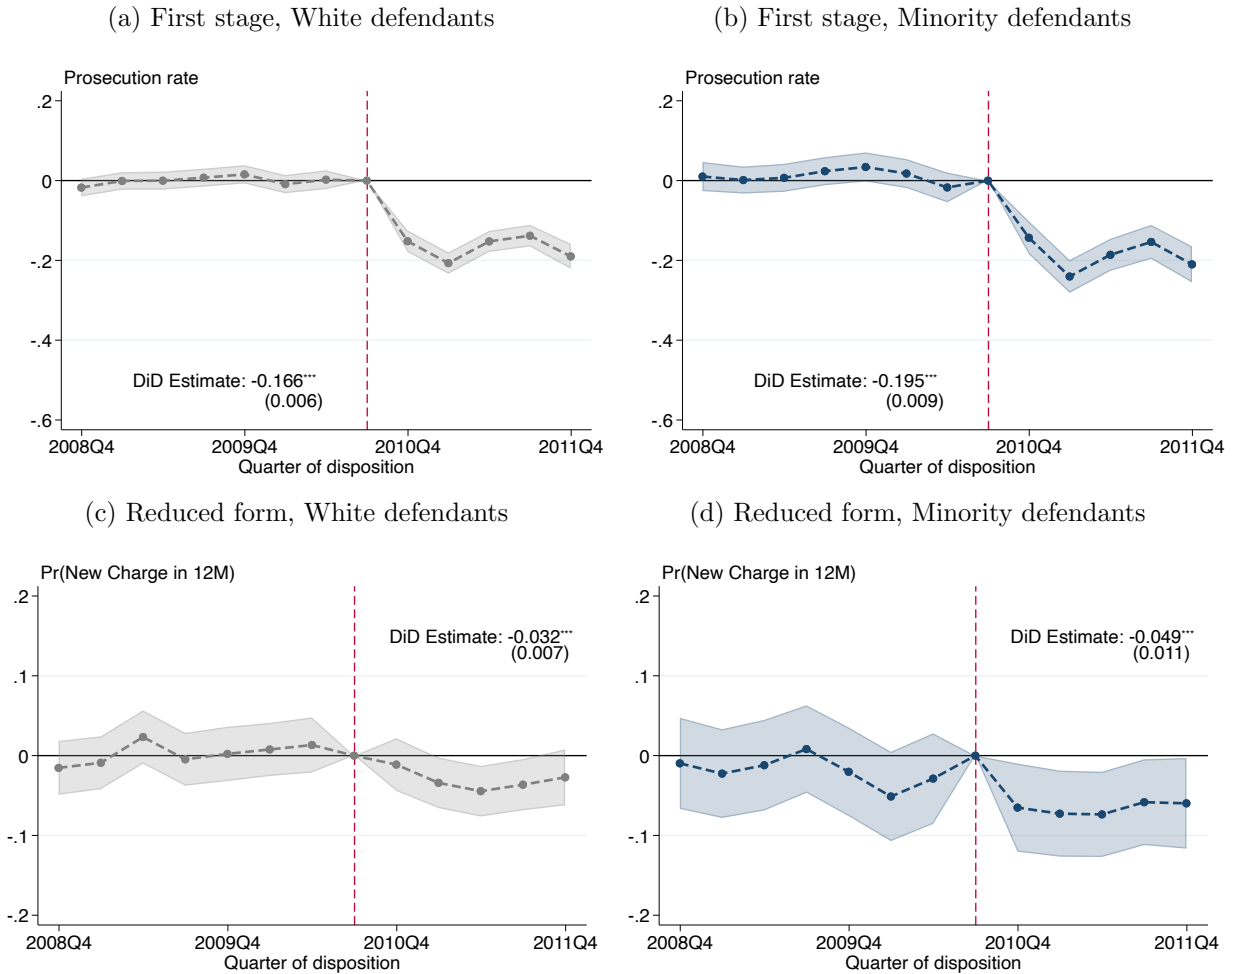 (a) First stage, White defendants
Prosecution rate
.2
0
-.2
-.4
-.6
DiD Estimate: -0.166***
(0.006)
2008Q4 2009Q4 2010Q4 2011Q4
Quarter of disposition
(b) First stage, Minority defendants
Prosecution rate
.2
0
-.2
-.4
-.6
DiD Estimate: -0.195***
(0.009)
2008Q4 2009Q4 2010Q4 2011Q4
Quarter of disposition
(c) Reduced form, White defendants
Pr(New Charge in 12M)
.2
DiD Estimate: -0.032***
(0.007)
.1
0
-.1
-.2
2008Q4 2009Q4 2010Q4 2011Q4
Quarter of disposition
(d) Reduced form, Minority defendants
Pr(New Charge in 12M)
.2
DiD Estimate: -0.049***
(0.011)
.1
0
-.1
-.2
2008Q4 2009Q4 2010Q4 2011Q4
Quarter of disposition